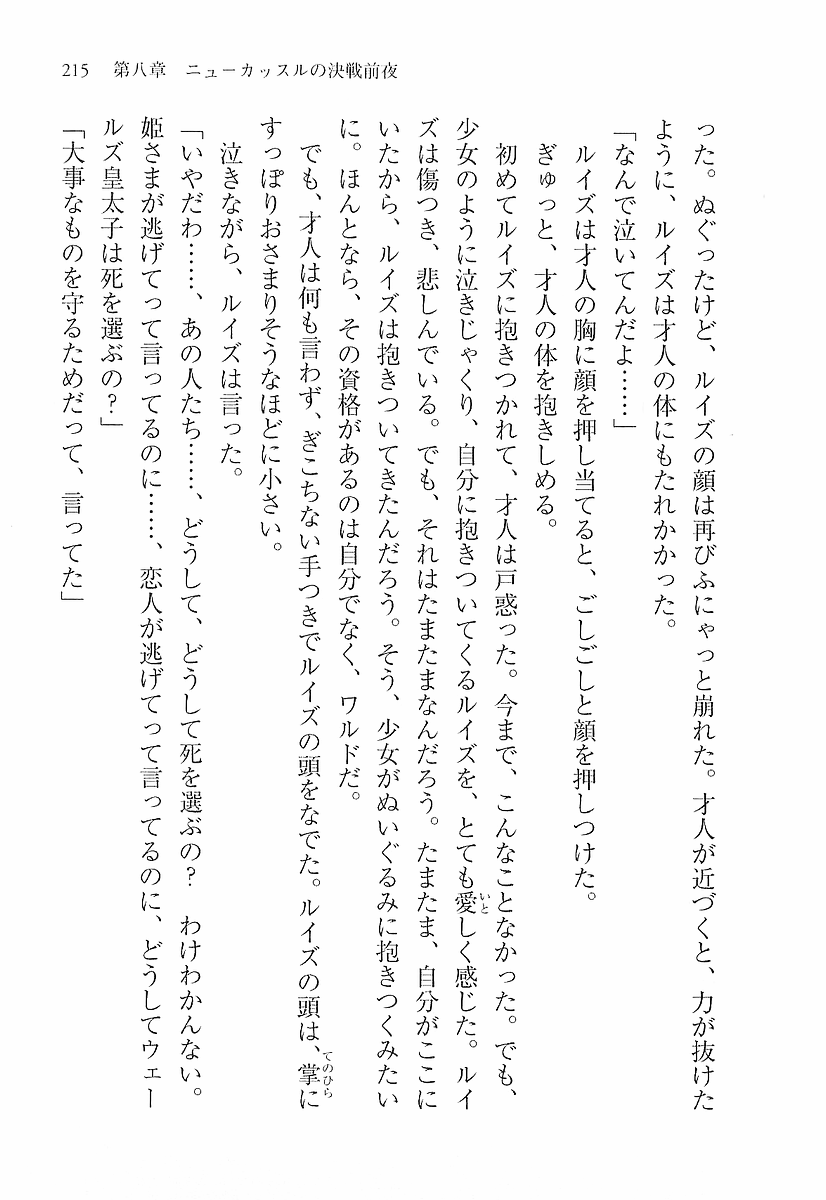 215　第八章　ニューカッスルの決戦前夜
った。ぬぐったけど、ルイズの顔は再びふにゃっと崩れた。才人が近づくと、力が抜けた
ように、ルイズは才人の体にもたれかかった。
「なんで泣いてんだよ……」
ルイズは才人の胸に顔を押し当てると、ごしごしと顔を押しつけた。
ぎゅっと、才人の体を抱きしめる。
初めてルイズに抱きつかれて、才人は戸惑った。今まで、こんなことなかった。でも、
少女のように泣きじゃくり、自分に抱きついてくるルイズを、とても愛しく感じた。ルイ
ズは傷つき、悲しんでいる。でも、それはたまたまなんだろう。たまたま、自分がここに
いたから、ルイズは抱きついてきたんだろう。そう、少女がぬいぐるみに抱きつくみたい
に。ほんとなら、その資格があるのは自分でなく、ワルドだ。
でも、才人は何も言わず、ぎこちない手つきでルイズの頭をなでた。ルイズの頭は、掌に
すっぽりおさまりそうなほどに小さい。
泣きながら、ルイズは言った。
「いやだわ……、あの人たち……、どうして、どうして死を選ぶの？　わけわかんない。
姫さまが逃げてって言ってるのに……、恋人が逃げてって言ってるのに、どうしてウェー
ルズ皇太子は死を選ぶの？」
「大事なものを守るためだって、言ってた」